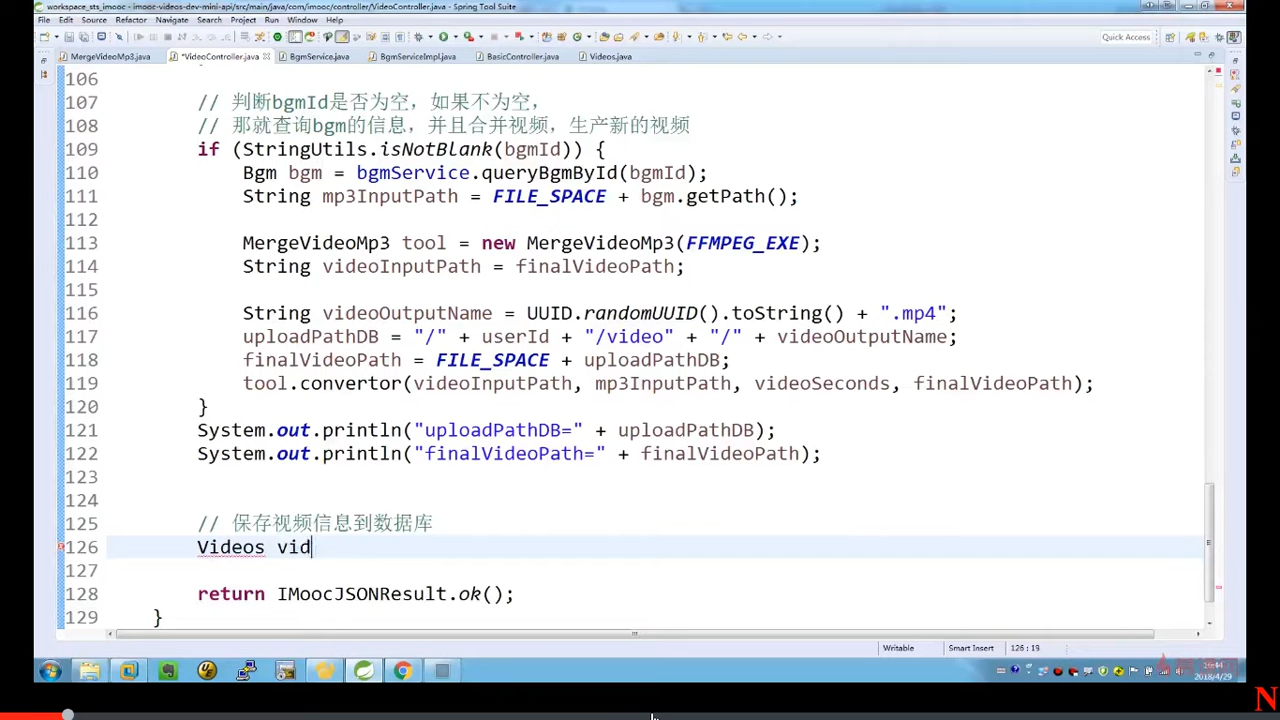 workspace_sts_imooc - imooc-videos-dev-mini-api/src/main/java/com/imooc/controller/VideoController.java - Spring Tool Suite
File Edit Source Refactor Navigate Search Project Run Window Help
Quick Access
MergeVideoMp3.java *VideoController.java BgmService.java BgmServiceImpl.java BasicController.java Videos.java
106
107 // 判断bgmId是否为空，如果不为空，
108 // 那就查询bgm的信息，并且合并视频，生产新的视频
109 if (StringUtils.isNotBlank(bgmId)) {
110 Bgm bgm = bgmService.queryBgmById(bgmId);
111 String mp3InputPath = FILE_SPACE + bgm.getPath();
112
113 MergeVideoMp3 tool = new MergeVideoMp3(FFMPEG_EXE);
114 String videoInputPath = finalVideoPath;
115
116 String videoOutputName = UUID.randomUUID().toString() + ".mp4";
117 uploadPathDB = "/" + userId + "/video" + "/" + videoOutputName;
118 finalVideoPath = FILE_SPACE + uploadPathDB;
119 tool.convertor(videoInputPath, mp3InputPath, videoSeconds, finalVideoPath);
120 }
121 System.out.println("uploadPathDB=" + uploadPathDB);
122 System.out.println("finalVideoPath=" + finalVideoPath);
123
124
125 // 保存视频信息到数据库
126 Videos vid
127
128 return IMoocJSONResult.ok();
129 }
Writable Smart Insert 126 : 19
2018/4/29
N